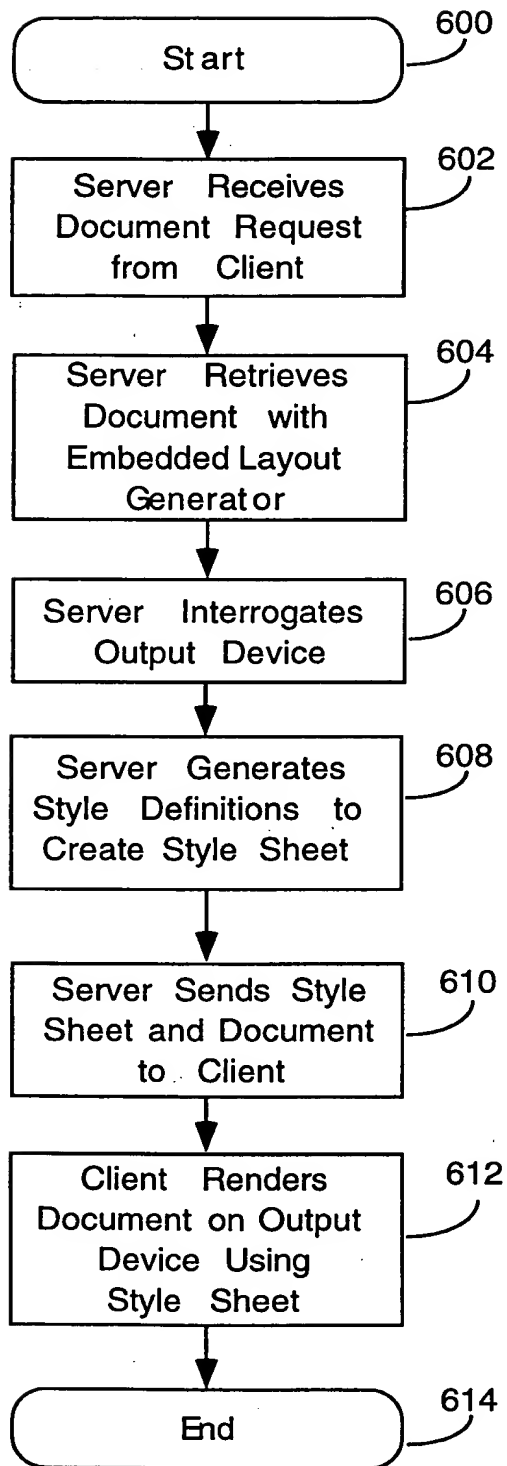 600
Start
602
Server Receives
Document Request
from Client
604
Server Retrieves
Document with
Embedded Layout
Generator
606
Server Interrogates
Output Device
608
Server Generates
Style Definitions to
Create Style Sheet
610
Server Sends Style
Sheet and Document
to Client
612
Client Renders
Document on Output
Device Using
Style Sheet
614
End